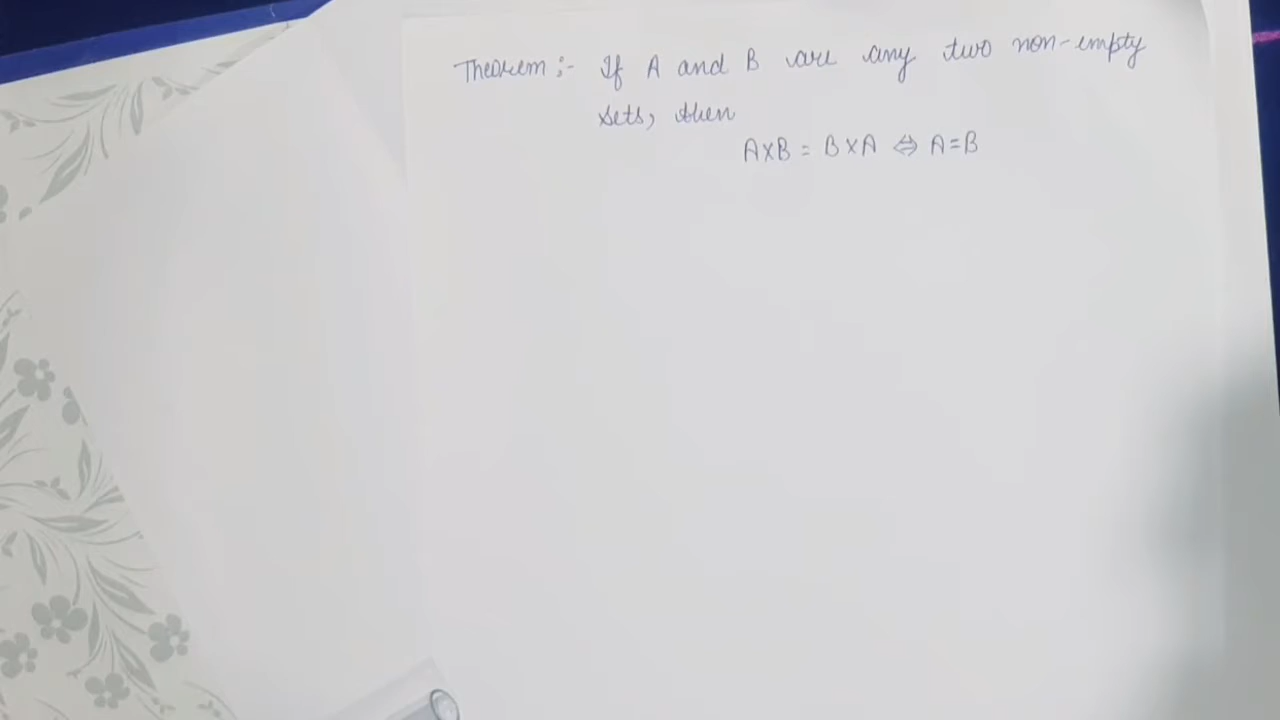 Theorem :- If A and B are any two non-empty
sets, then
A×B = B×A ⇔ A=B